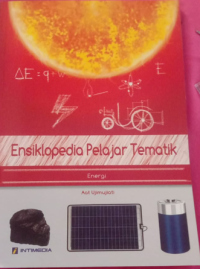 ΔE = q
E
Ensiklopedia Pelajar Tematik
Energi
INTIMEDIA